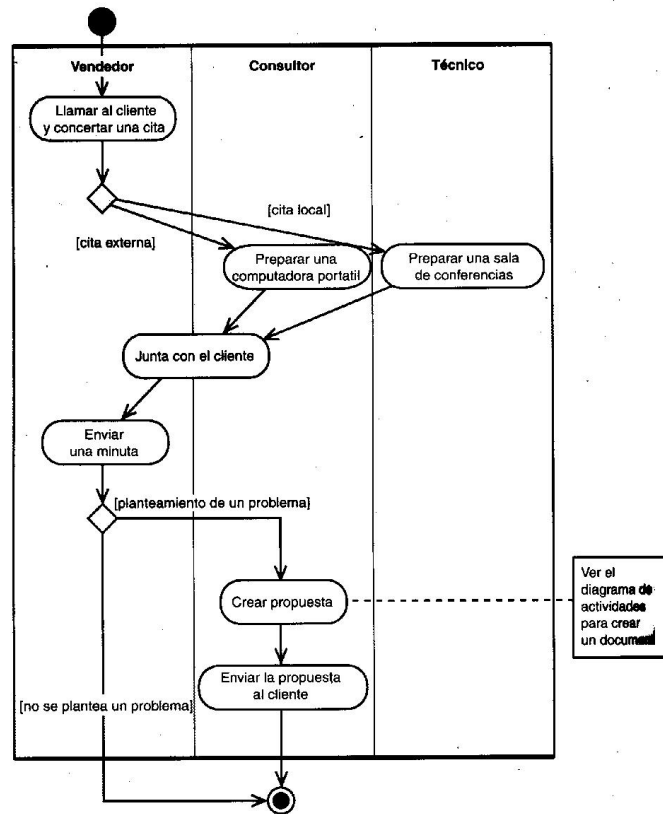 Vendedor
Consultor
Técnico
Llamar al cliente
y concertar una cita
[cita local]
[cita externa]
Preparar una
computadora portatil
Preparar una sala
de conferencias
Junta con el cliente
Enviar
una minuta
[planteamiento de un problema]
Ver el
diagrama de
actividades
para crear
un
Crear propuesta
Enviar la propuesta
al cliente
[no se plantea un problema]